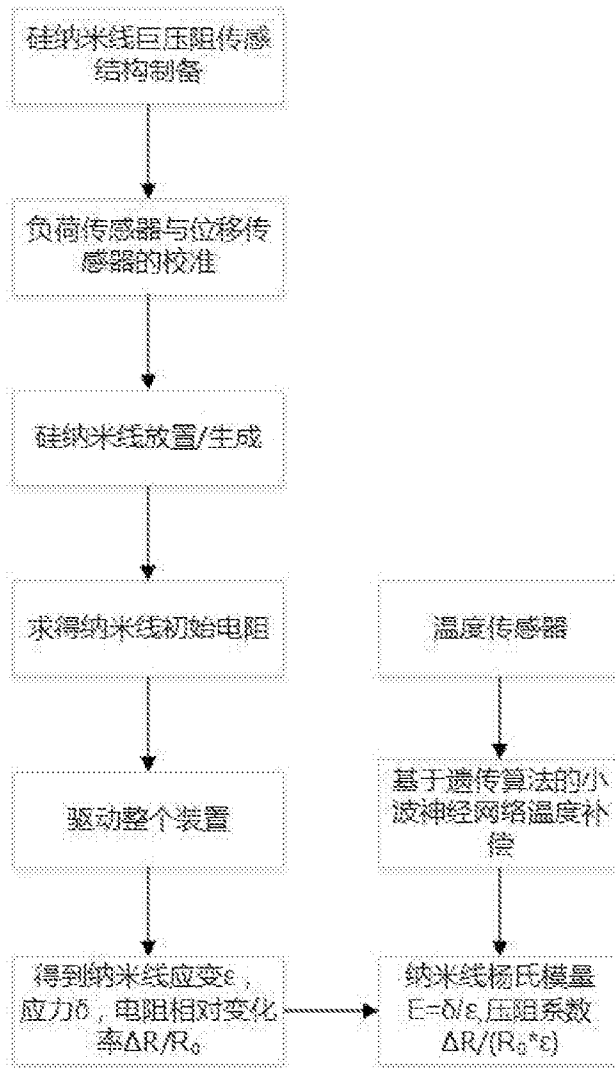 硅纳米线巨压阻传感
结构制备
负荷传感器与位移传
感器的校准
硅纳米线放置/生成
求得纳米线初始电阻
温度传感器
驱动整个装置
基于遗传算法的小
波神经网络温度补
偿
得到纳米线应变ε，
应力δ，电阻相对变化
率ΔR/R₀
纳米线杨氏模量
E=δ/ε,压阻系数
ΔR/(R₀*ε)